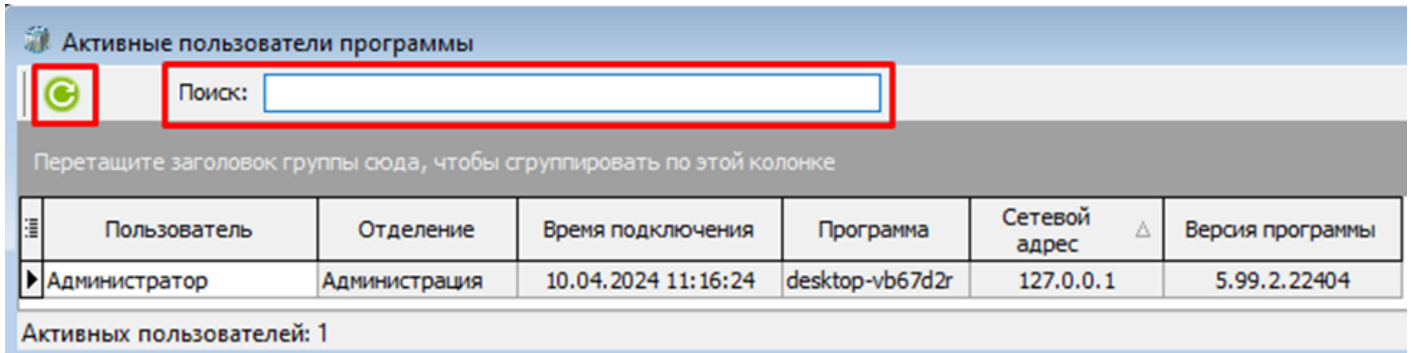 Активные пользователи программы
Поиск:
Перетащите заголовок группы сюда, чтобы сгруппировать по этой колонке
Пользователь Отделение Время подключения Программа Сетевой адрес Версия программы
Администратор Администрация 10.04.2024 11:16:24 desktop-vb67d2r 127.0.0.1 5.99.2.22404
Активных пользователей: 1